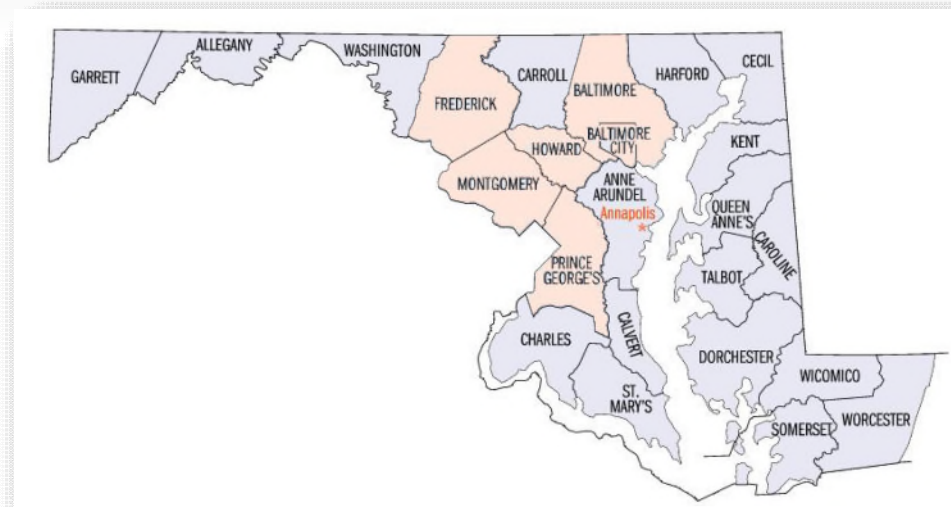 ALLEGANY
WASHINGTON
GARRETT
CARROLL
HARFORD
CECIL
FREDERICK
BALTIMORE
BALTIMORE
CITY
KENT
HOWARD
MONTGOMERY
ANNE
ARUNDEL
Annapolis
*
QUEEN
ANNE'S
CAROLINE
PRINCE
GEORGE'S
TALBOT
CHARLES
CALVERT
DORCHESTER
WICOMICO
ST.
MARY'S
SOMERSET
WORCESTER